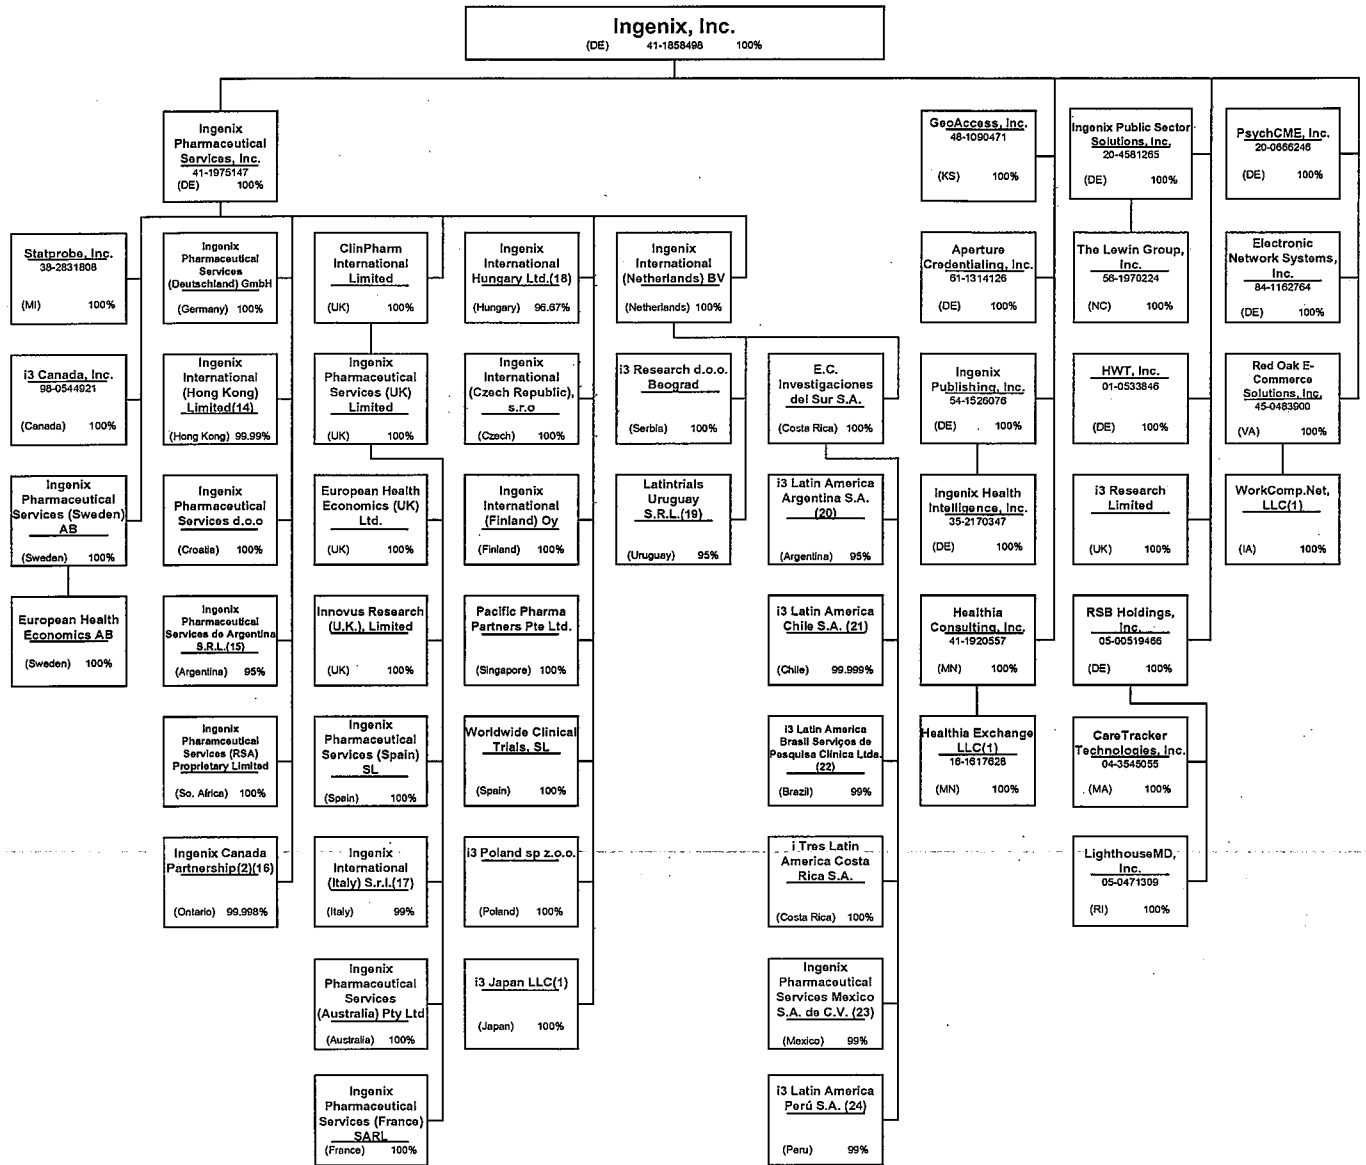 Ingenix, Inc.
(DE) 41-1858498 100%
Ingenix
Pharmaceutical
Services, Inc.
41-1975147
(DE) 100%
GeoAccess, Inc.
48-1090471
(KS) 100%
Ingenix Public Sector
Solutions, Inc.
20-4581265
(DE) 100%
PsychCME, Inc.
20-0666246
(DE) 100%
Statprobe, Inc.
38-2831808
(MI) 100%
Ingenix
Pharmaceutical
Services
(Deutschland) GmbH
(Germany) 100%
ClinPharm
International
Limited
(UK) 100%
Ingenix
International
Hungary Ltd.(18)
(Hungary) 96.67%
Ingenix
International
(Netherlands) BV
(Netherlands) 100%
Aperture
Credentialing, Inc.
61-1314126
(DE) 100%
The Lewin Group,
Inc.
56-1970224
(NC) 100%
Electronic
Network Systems,
Inc.
84-1162764
(DE) 100%
i3 Canada, Inc.
98-0544921
(Canada) 100%
Ingenix
International
(Hong Kong)
Limited(14)
(Hong Kong) 99.99%
Ingenix
Pharmaceutical
Services (UK)
Limited
(UK) 100%
Ingenix
International
(Czech Republic),
s.r.o
(Czech) 100%
i3 Research d.o.o.
Beograd
(Serbia) 100%
E.C.
Investigaciones
del Sur S.A.
(Costa Rica) 100%
Ingenix
Publishing, Inc.
54-1526076
(DE) 100%
HWT, Inc.
01-0533846
(DE) 100%
Red Oak E-
Commerce
Solutions, Inc.
45-0483900
(VA) 100%
Ingenix
Pharmaceutical
Services (Sweden)
AB
(Sweden) 100%
Ingenix
Pharmaceutical
Services d.o.o
(Croatia) 100%
European Health
Economics (UK)
Ltd.
(UK) 100%
Ingenix
International
(Finland) Oy
(Finland) 100%
Latintrials
Uruguay
S.R.L.(19)
(Uruguay) 95%
i3 Latin America
Argentina S.A.
(20)
(Argentina) 95%
Ingenix Health
Intelligence, Inc.
35-2170347
(DE) 100%
i3 Research
Limited
(UK) 100%
WorkComp.Net,
LLC(1)
(IA) 100%
European Health
Economics AB
(Sweden) 100%
Ingenix
Pharmaceutical
Services de Argentina
S.R.L.(15)
(Argentina) 95%
Innovus Research
(U.K.), Limited
(UK) 100%
Pacific Pharma
Partners Pte Ltd.
(Singapore) 100%
i3 Latin America
Chile S.A. (21)
(Chile) 99.999%
Healthia
Consulting, Inc.
41-1920557
(MN) 100%
RSB Holdings,
Inc.
05-00519466
(DE) 100%
Ingenix
Pharamceutical
Services (RSA)
Proprietary Limited
(So. Africa) 100%
Ingenix
Pharmaceutical
Services (Spain)
SL
(Spain) 100%
Worldwide Clinical
Trials, SL
(Spain) 100%
i3 Latin America
Brasil Serviços de
Pesquisa Clínica Ltda.
(22)
(Brazil) 99%
Healthia Exchange
LLC(1)
16-1617628
(MN) 100%
CareTracker
Technologies, Inc.
04-3545055
(MA) 100%
Ingenix Canada
Partnership(2)(16)
(Ontario) 99.998%
Ingenix
International
(Italy) S.r.l.(17)
(Italy) 99%
i3 Poland sp z.o.o.
(Poland) 100%
i Tres Latin
America Costa
Rica S.A.
(Costa Rica) 100%
LighthouseMD,
Inc.
05-0471309
(RI) 100%
Ingenix
Pharmaceutical
Services
(Australia) Pty Ltd
(Australia) 100%
i3 Japan LLC(1)
(Japan) 100%
Ingenix
Pharmaceutical
Services Mexico
S.A. de C.V. (23)
(Mexico) 99%
Ingenix
Pharmaceutical
Services (France)
SARL
(France) 100%
i3 Latin America
Perú S.A. (24)
(Peru) 99%